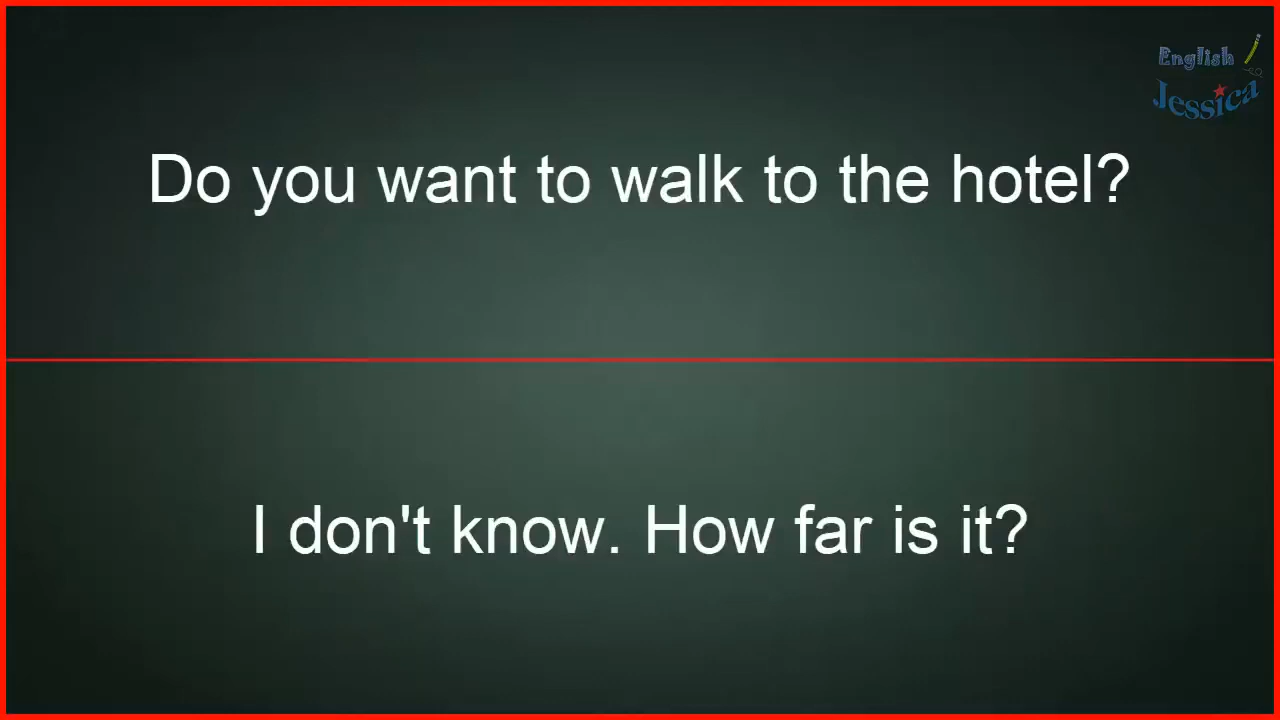 English
Jessica
Do you want to walk to the hotel?
I don't know. How far is it?